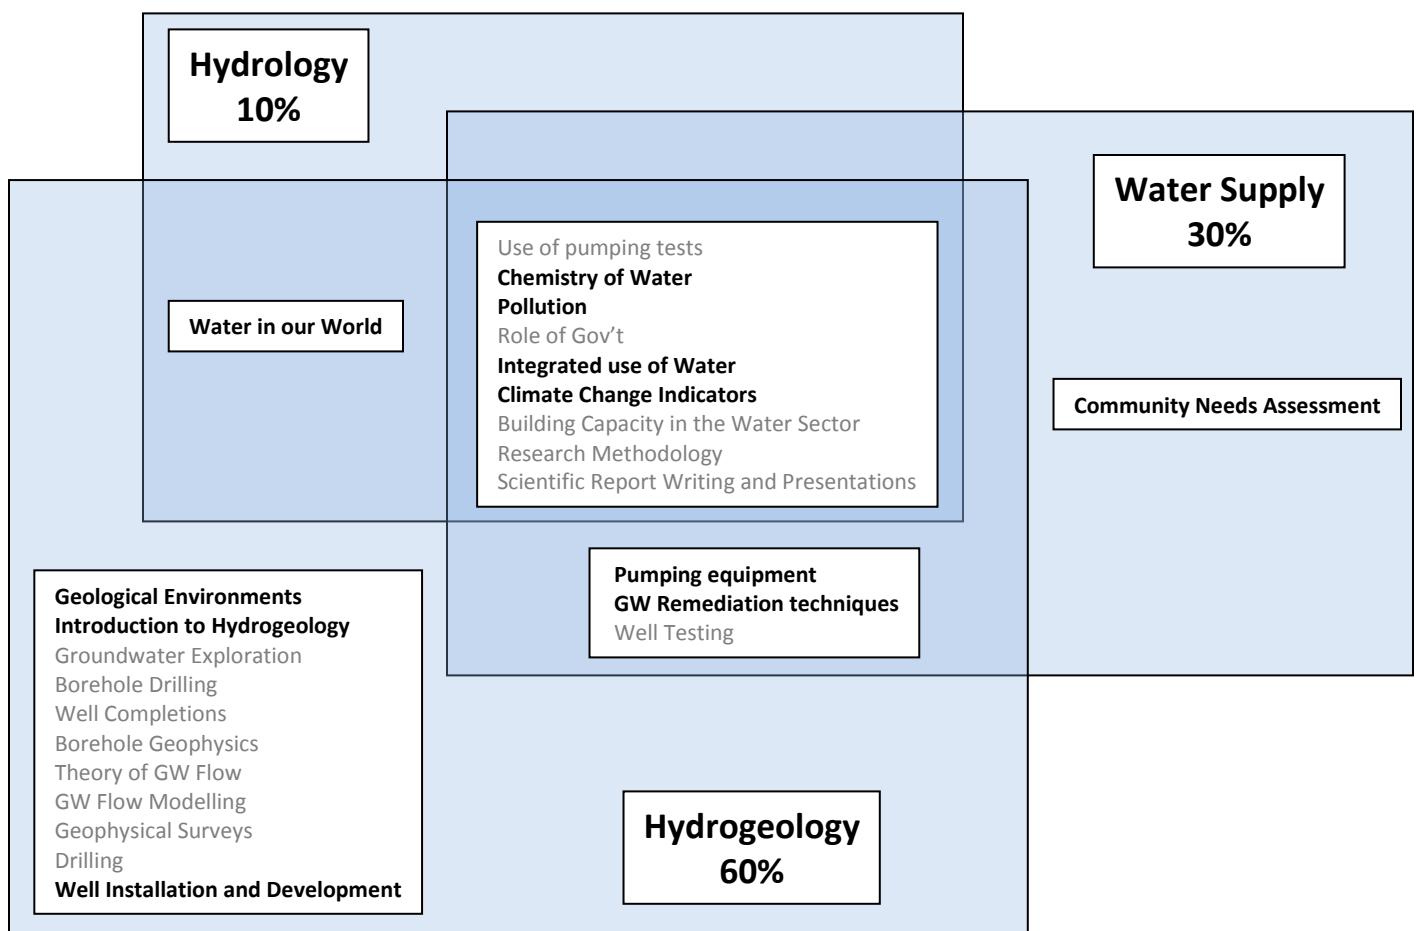 Hydrology
10%
Water Supply
30%
Use of pumping tests
Chemistry of Water
Pollution
Role of Gov’t
Integrated use of Water
Climate Change Indicators
Building Capacity in the Water Sector
Research Methodology
Scientific Report Writing and Presentations
Water in our World
Community Needs Assessment
Pumping equipment
GW Remediation techniques
Well Testing
Geological Environments
Introduction to Hydrogeology
Groundwater Exploration
Borehole Drilling
Well Completions
Borehole Geophysics
Theory of GW Flow
GW Flow Modelling
Geophysical Surveys
Drilling
Well Installation and Development
Hydrogeology
60%